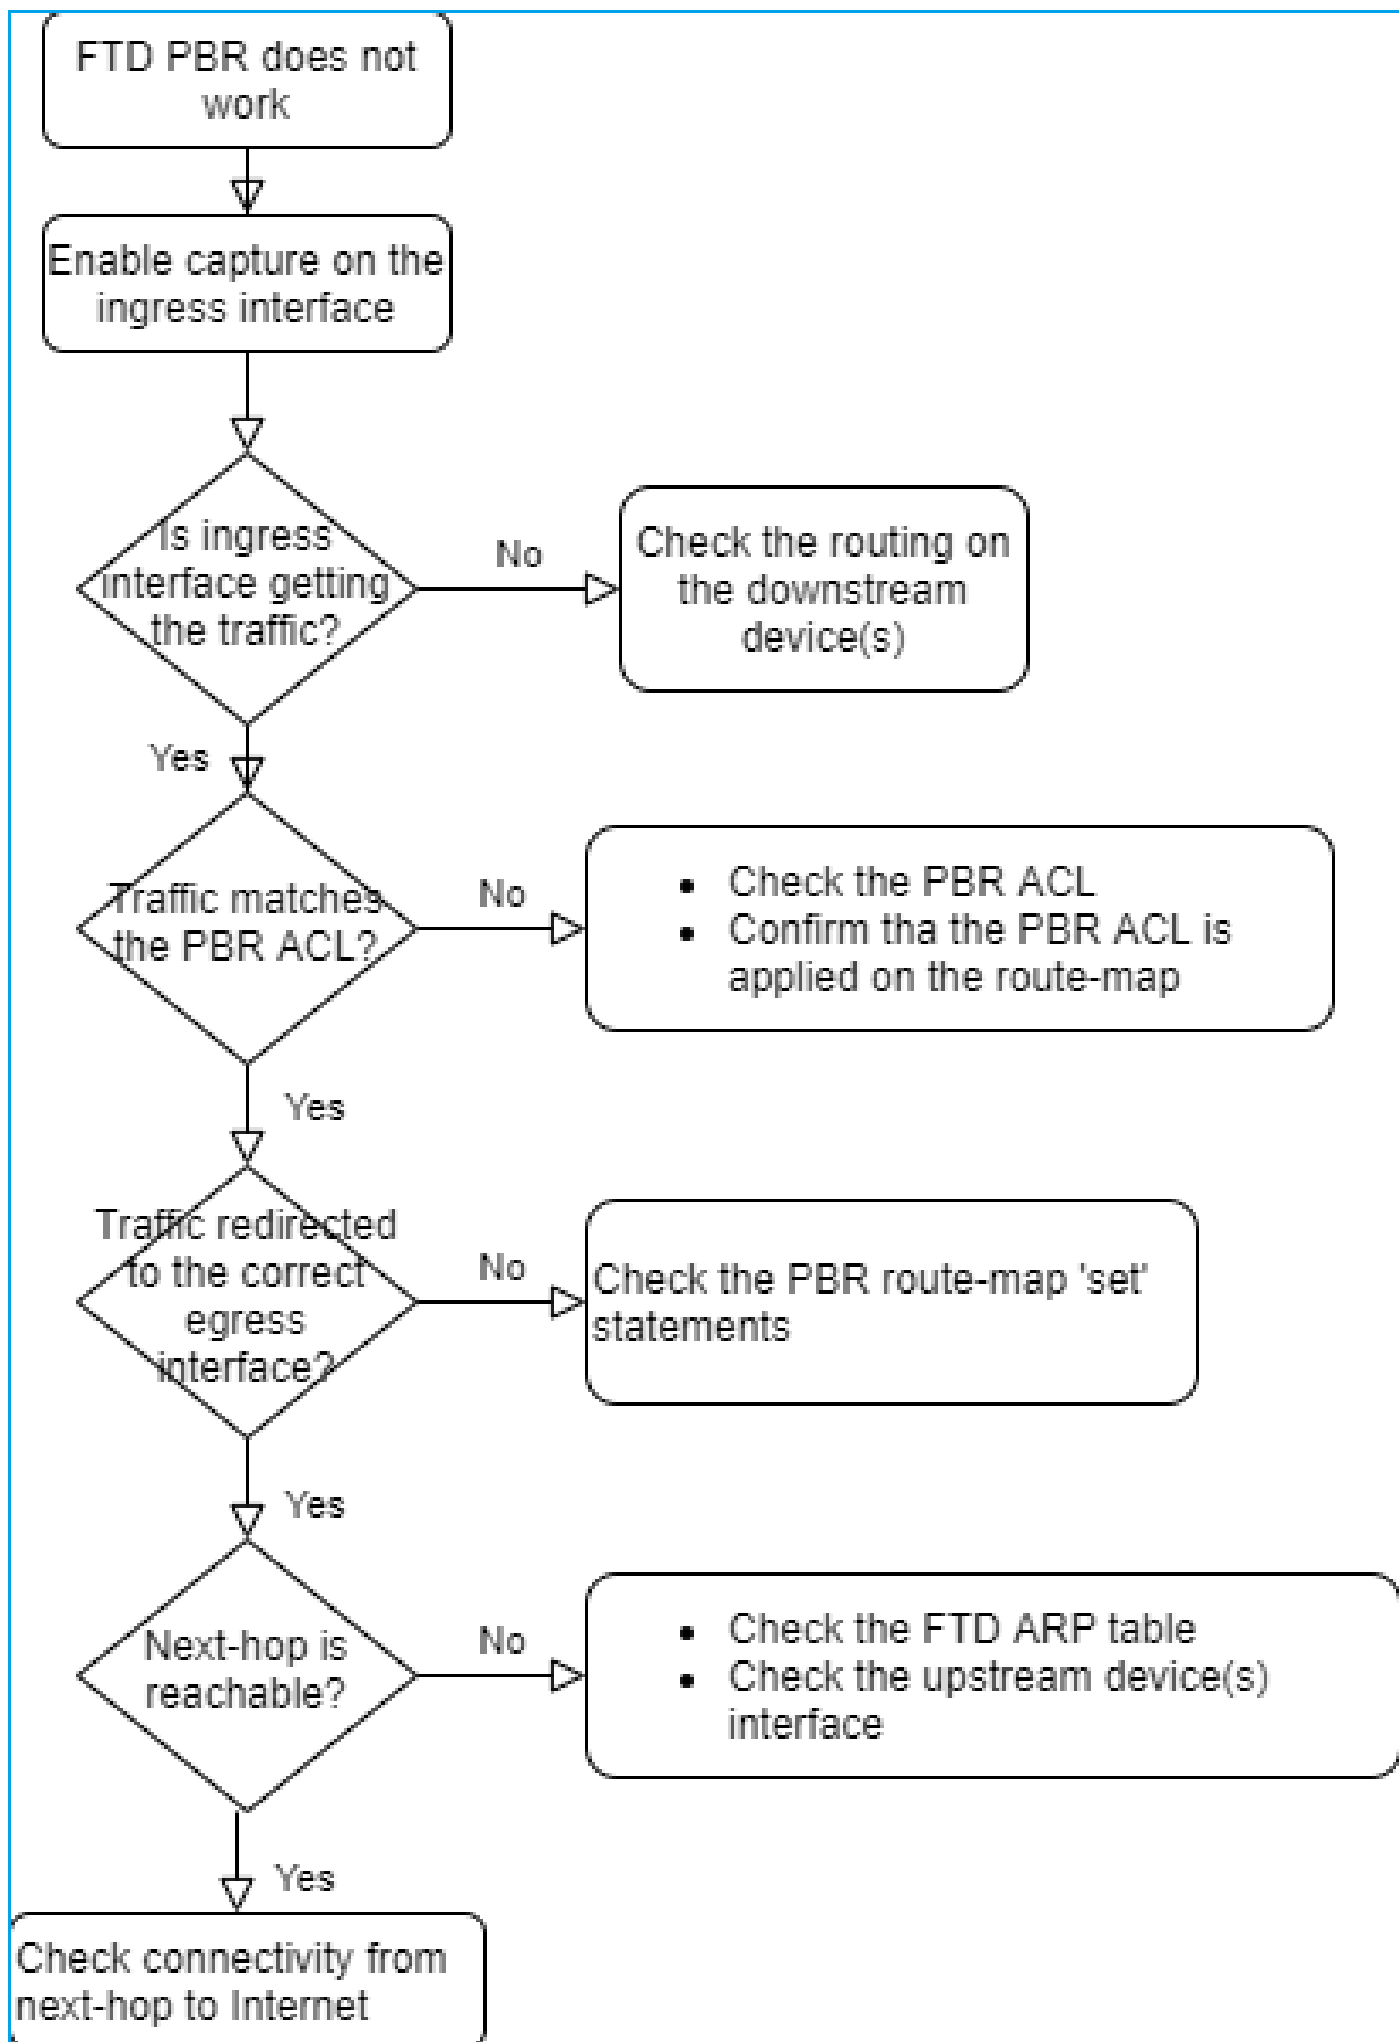 FTD PBR does not
work
Enable capture on the
ingress interface
Is ingress
interface getting
the traffic?
No
Check the routing on
the downstream
device(s)
Yes
Traffic matches
the PBR ACL?
No
• Check the PBR ACL
• Confirm tha the PBR ACL is
applied on the route-map
Yes
Traffic redirected
to the correct
egress
interface?
No
Check the PBR route-map 'set'
statements
Yes
Next-hop is
reachable?
No
• Check the FTD ARP table
• Check the upstream device(s)
interface
Yes
Check connectivity from
next-hop to Internet